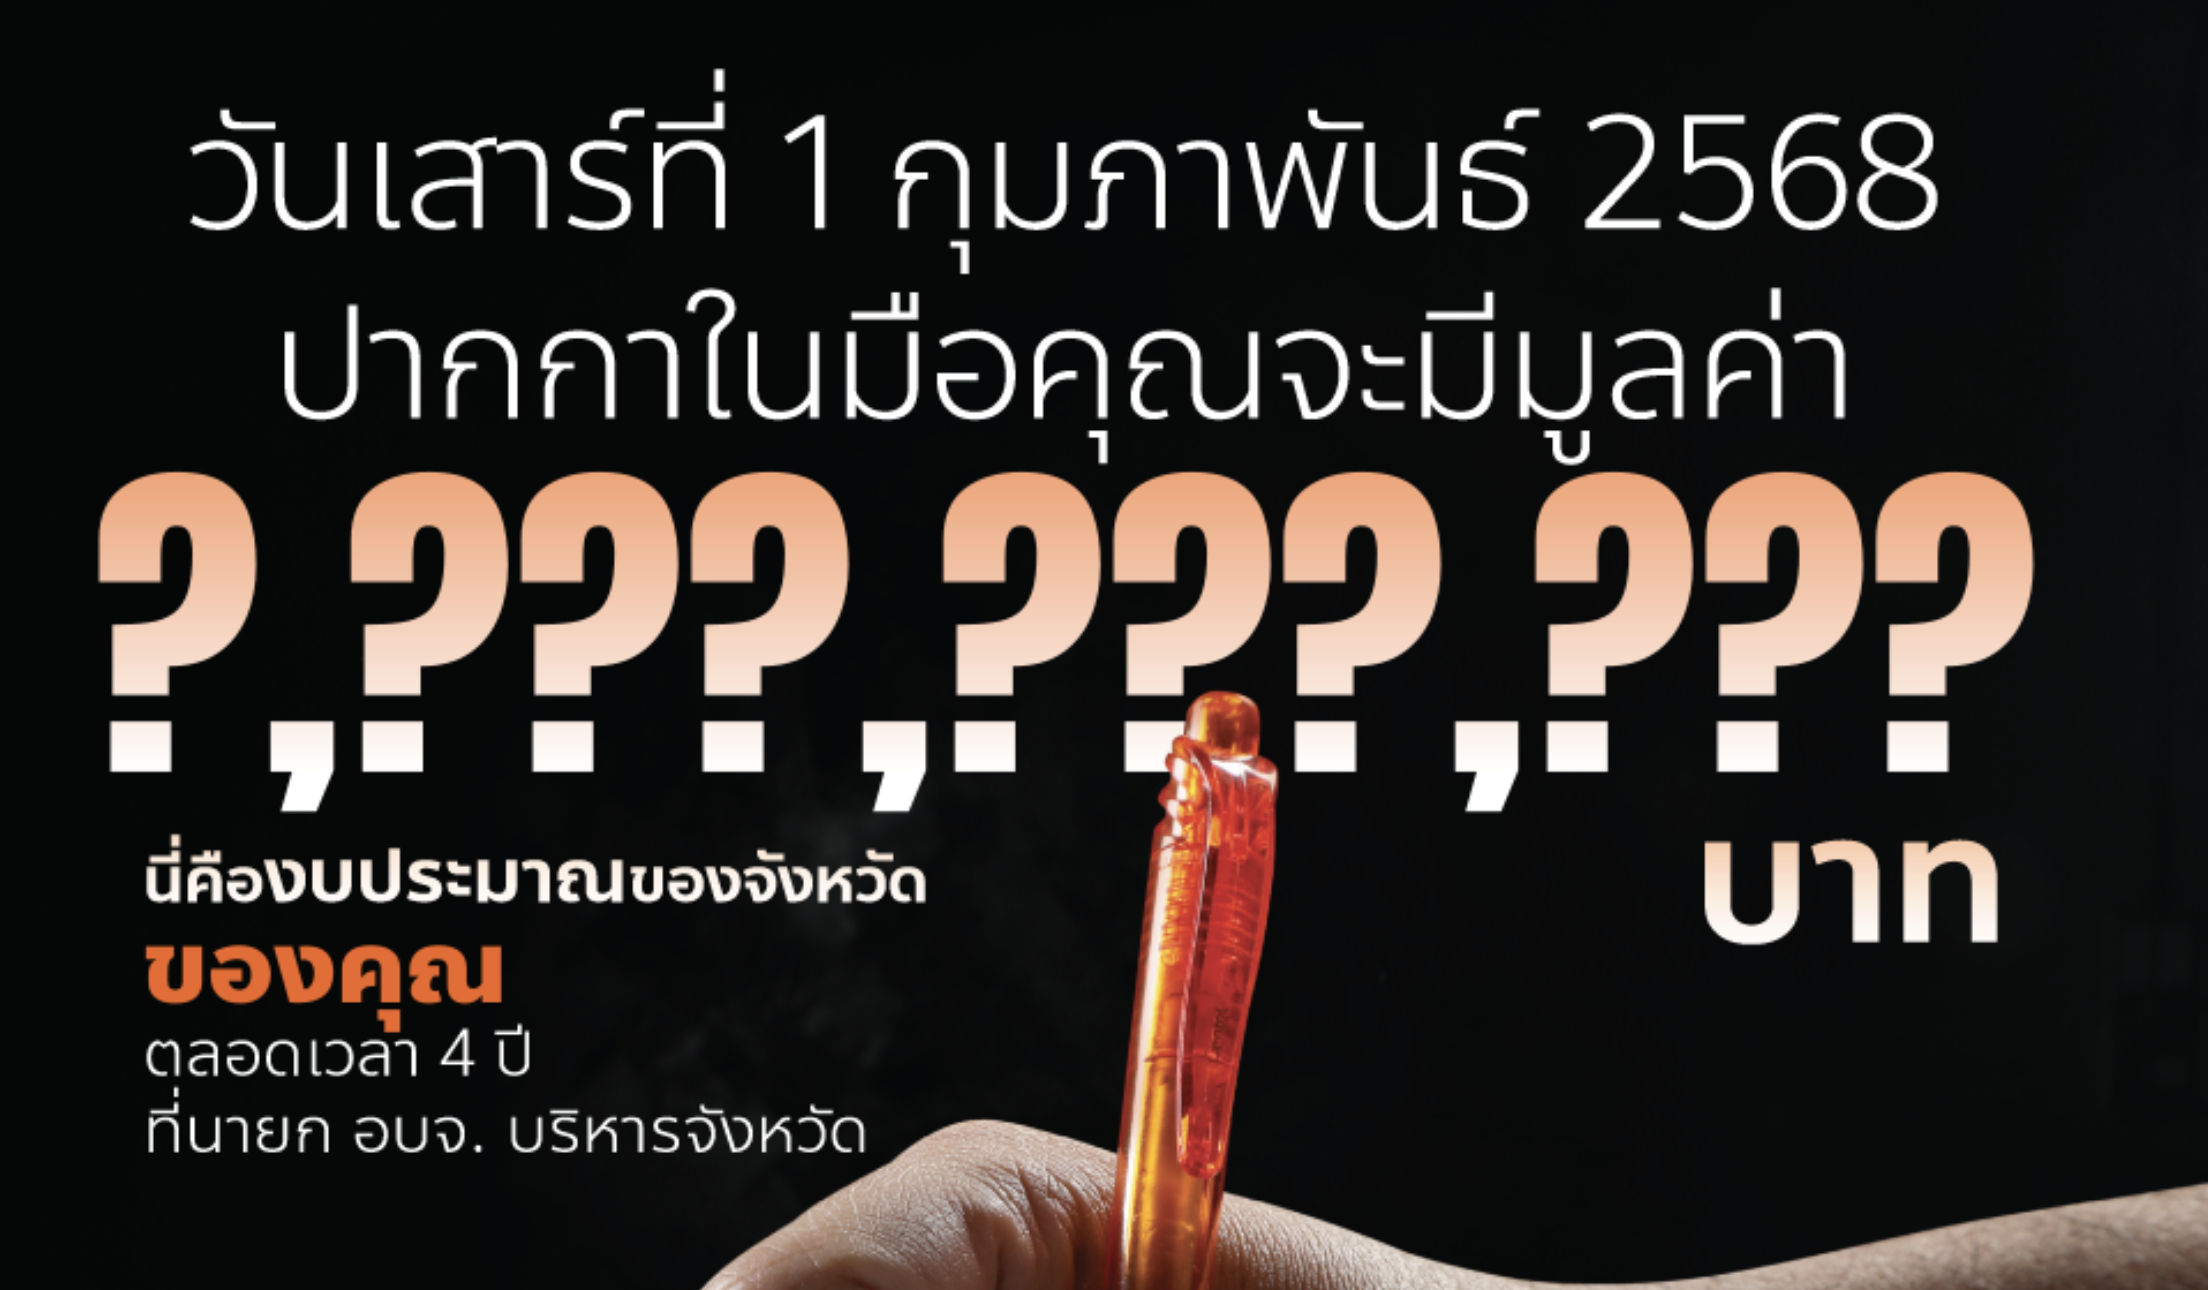 วันเสาร์ที่ 1 กุมภาพันธ์ 2568
ปากกาในมือคุณจะมีมูลค่า
?,???,???,???
บาท
นี่คืองบประมาณของจังหวัด
ของคุณ
ตลอดเวลา 4 ปี
ที่นายก อบจ. บริหารจังหวัด